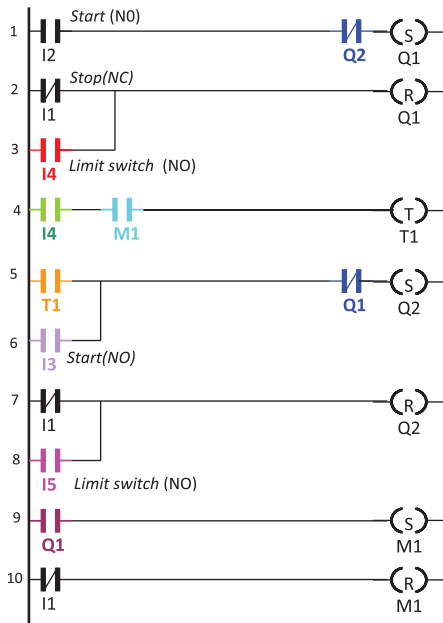 Start (N0)
1 S
I2 Q2 Q1
Stop(NC)
2 R
I1 Q1
3 Limit switch (NO)
I4
4 T
I4 M1 T1
5 S
T1 Q1 Q2
6 Start(NO)
I3
7 R
I1 Q2
8
I5 Limit switch (NO)
9 S
Q1 M1
10 R
I1 M1